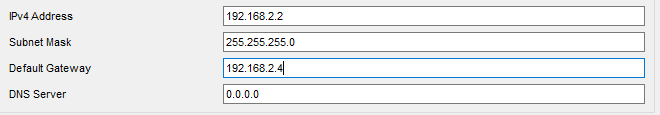 IPv4 Address 192.168.2.2
Subnet Mask 255.255.255.0
Default Gateway 192.168.2.4
DNS Server 0.0.0.0